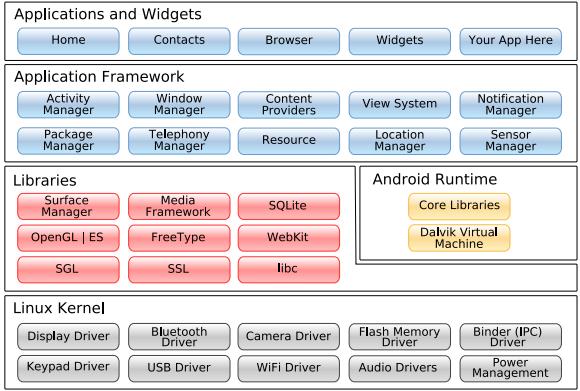 Applications and Widgets
Home
Contacts
Browser
Widgets
Your App Here
Application Framework
Activity
Manager
Window
Manager
Content
Providers
View System
Notification
Manager
Package
Manager
Telephony
Manager
Resource
Location
Manager
Sensor
Manager
Libraries
Surface
Manager
Media
Framework
SQLite
OpenGL | ES
FreeType
WebKit
SGL
SSL
libc
Android Runtime
Core Libraries
Dalvik Virtual
Machine
Linux Kernel
Display Driver
Bluetooth
Driver
Camera Driver
Flash Memory
Driver
Binder (IPC)
Driver
Keypad Driver
USB Driver
WiFi Driver
Audio Drivers
Power
Management